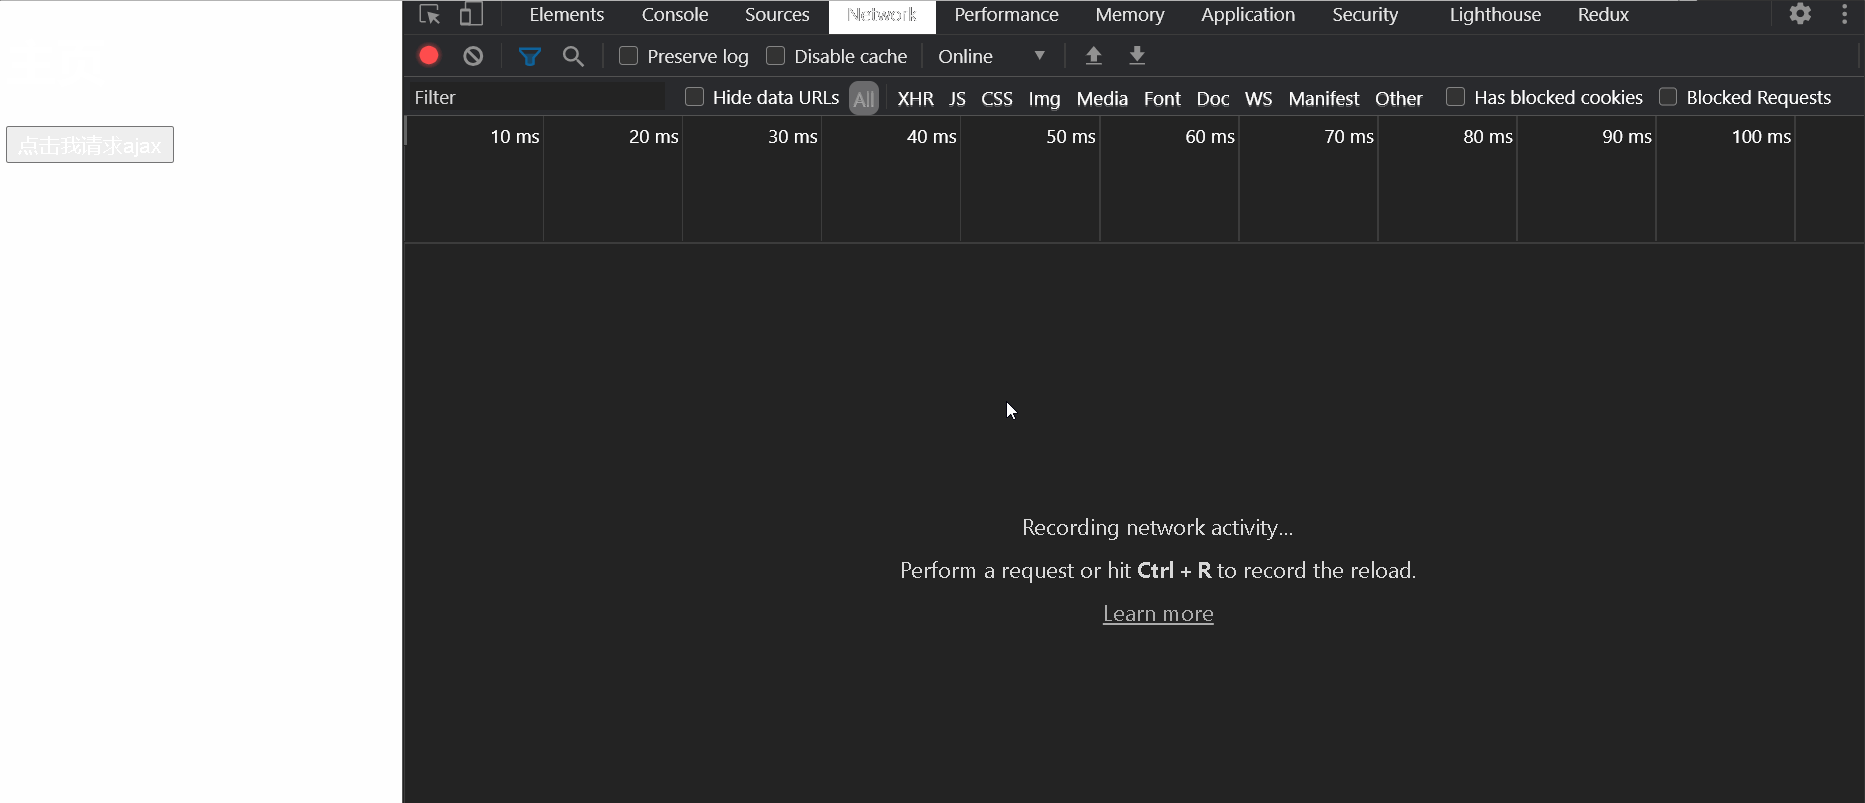 Elements Console Sources Network Performance Memory Application Security Lighthouse Redux
Preserve log Disable cache Online
Filter Hide data URLs All XHR JS CSS Img Media Font Doc WS Manifest Other Has blocked cookies Blocked Requests
10 ms 20 ms 30 ms 40 ms 50 ms 60 ms 70 ms 80 ms 90 ms 100 ms
点击我请求ajax
Recording network activity...
Perform a request or hit Ctrl + R to record the reload.
Learn more